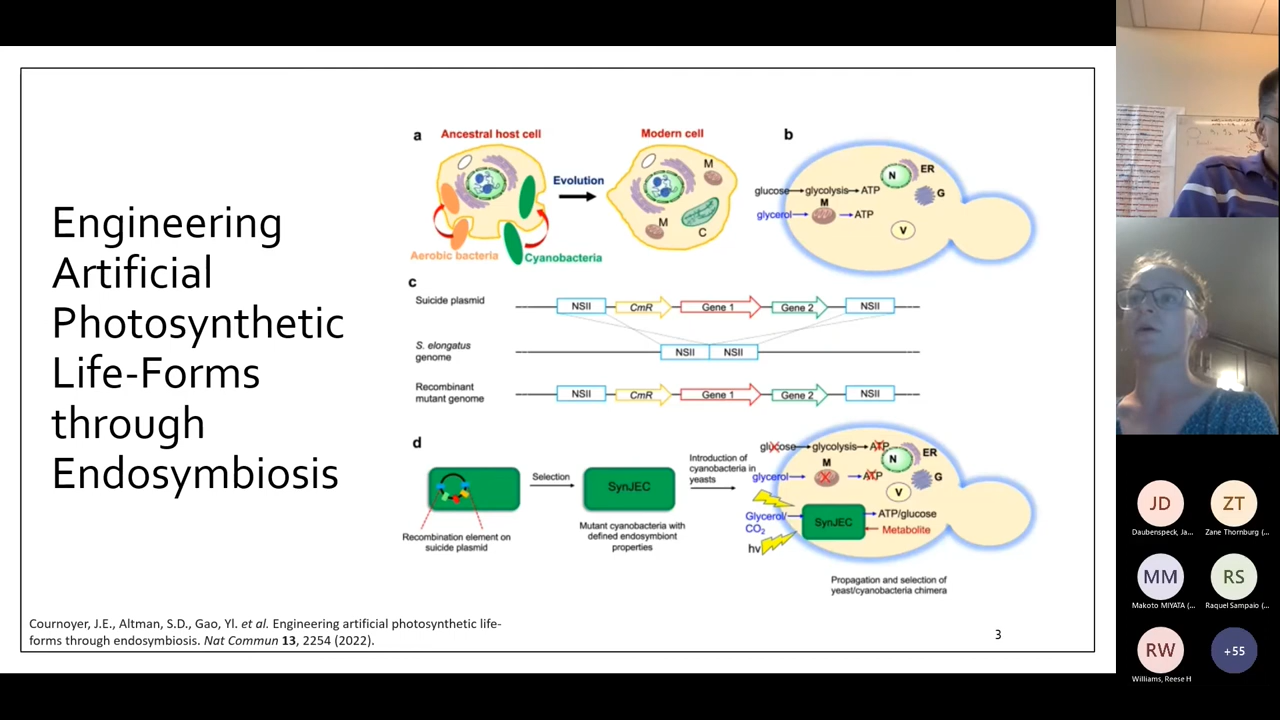 Engineering
Artificial
Photosynthetic
Life-Forms
through
Endosymbiosis
a
Ancestral host cell
Modern cell
Evolution
M
M
C
Aerobic bacteria
Cyanobacteria
b
glucose
glycolysis
ATP
M
glycerol
ATP
N
ER
G
V
c
Suicide plasmid
NSII
CmR
Gene 1
Gene 2
NSII
S. elongatus
genome
NSII
NSII
Recombinant
mutant genome
NSII
CmR
Gene 1
Gene 2
NSII
d
Recombination element on
suicide plasmid
Selection
SynJEC
Mutant cyanobacteria with
defined endosymbiont
properties
Introduction of
cyanobacteria in
yeasts
glucose
glycolysis
ATP
M
glycerol
ATP
N
ER
G
V
Glycerol/
CO2
hv
SynJEC
ATP/glucose
Metabolite
Propagation and selection of
yeast/cyanobacteria chimera
Cournoyer, J.E., Altman, S.D., Gao, Yl. et al. Engineering artificial photosynthetic life-
forms through endosymbiosis. Nat Commun 13, 2254 (2022).
3
JD
Daubenspeck, Ja...
ZT
Zane Thornburg (...
MM
Makoto MIYATA (...
RS
Raquel Sampaio (...
RW
Williams, Reese H
+55